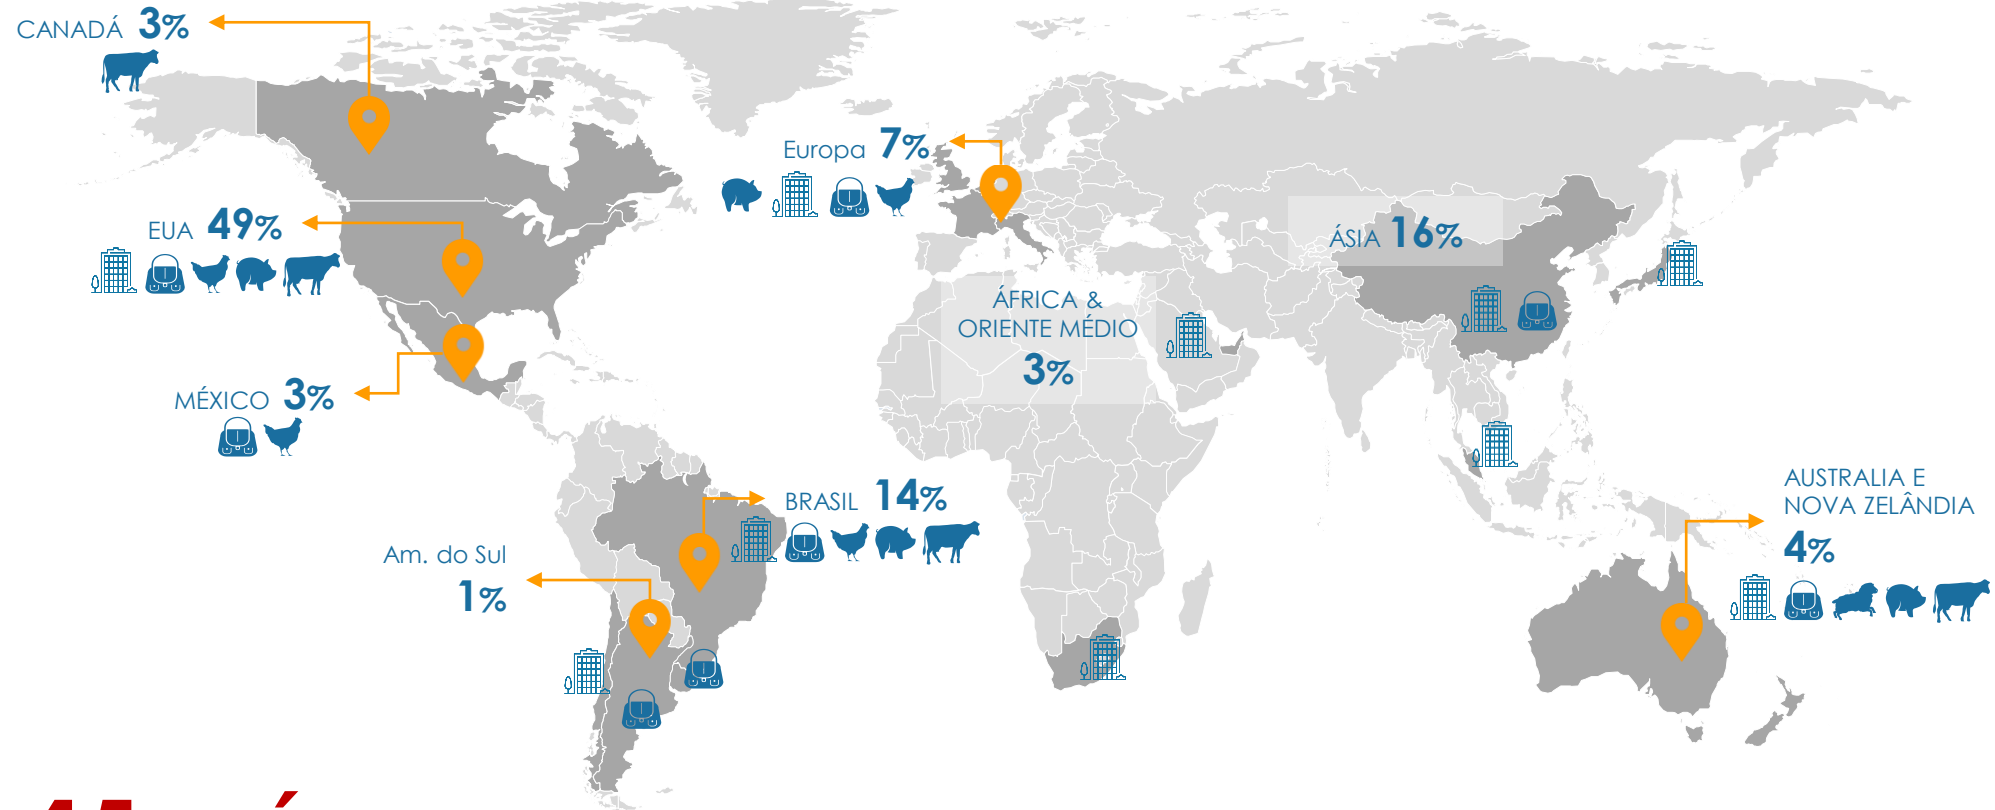 CANADÁ 3%
Europa 7%
EUA 49%
ÁSIA 16%
ÁFRICA &
ORIENTE MÉDIO
3%
MÉXICO 3%
BRASIL 14%
AUSTRALIA E
NOVA ZELÂNDIA
4%
Am. do Sul
1%